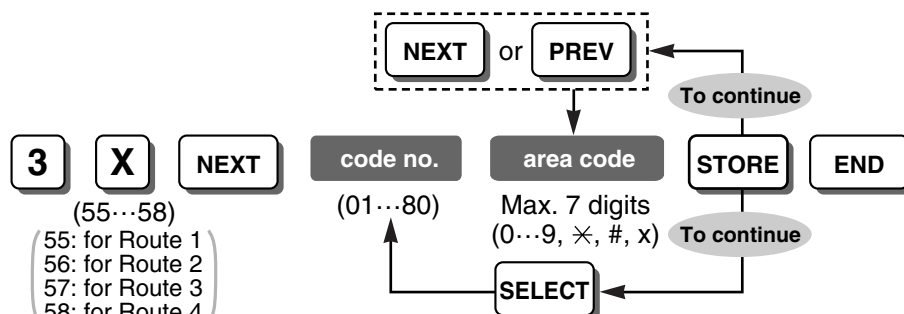 NEXT or PREV
To continue
3 X NEXT code no. area code STORE END
(55···58) (01···80) Max. 7 digits
(0···9, ✳, #, x) To continue
55: for Route 1
56: for Route 2
57: for Route 3
58: for Route 4
SELECT